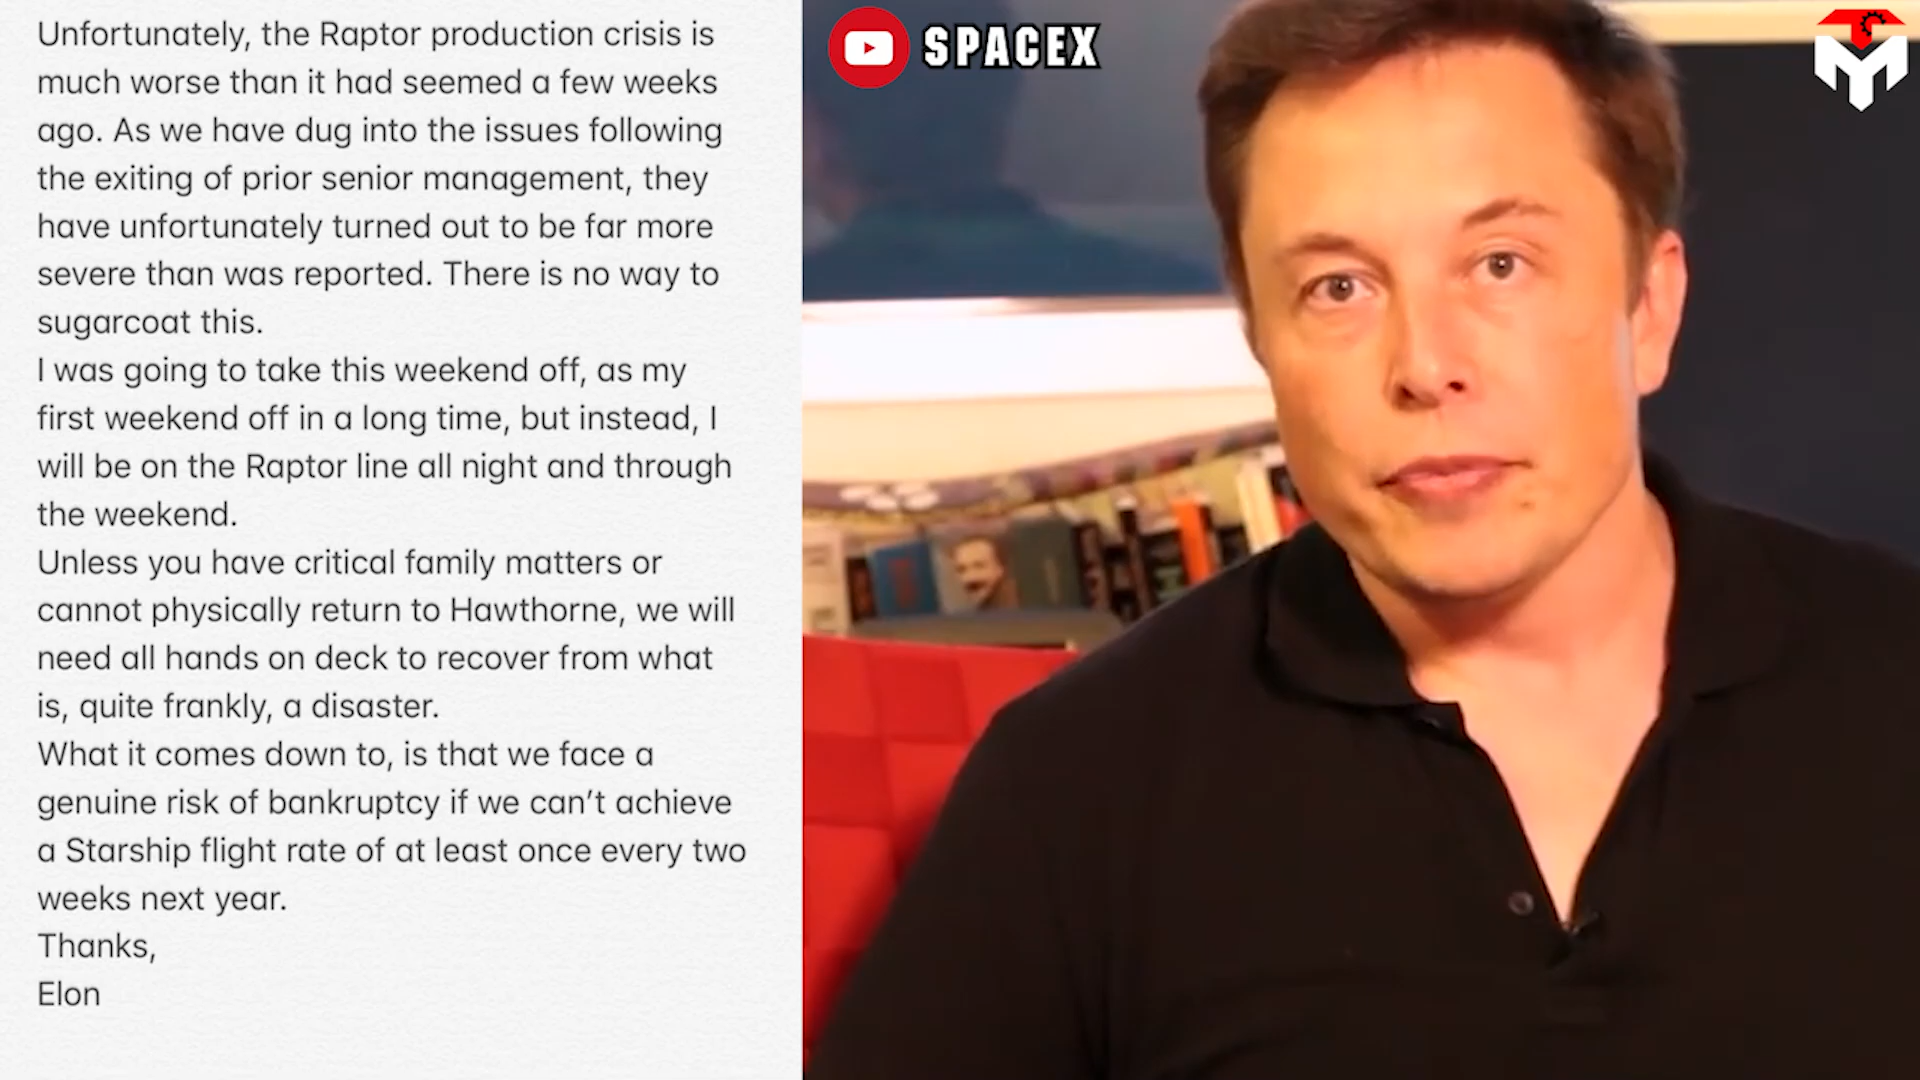 Unfortunately, the Raptor production crisis is
much worse than it had seemed a few weeks
ago. As we have dug into the issues following
the exiting of prior senior management, they
have unfortunately turned out to be far more
severe than was reported. There is no way to
sugarcoat this.
I was going to take this weekend off, as my
first weekend off in a long time, but instead, I
will be on the Raptor line all night and through
the weekend.
Unless you have critical family matters or
cannot physically return to Hawthorne, we will
need all hands on deck to recover from what
is, quite frankly, a disaster.
What it comes down to, is that we face a
genuine risk of bankruptcy if we can’t achieve
a Starship flight rate of at least once every two
weeks next year.
Thanks,
Elon
SPACEX